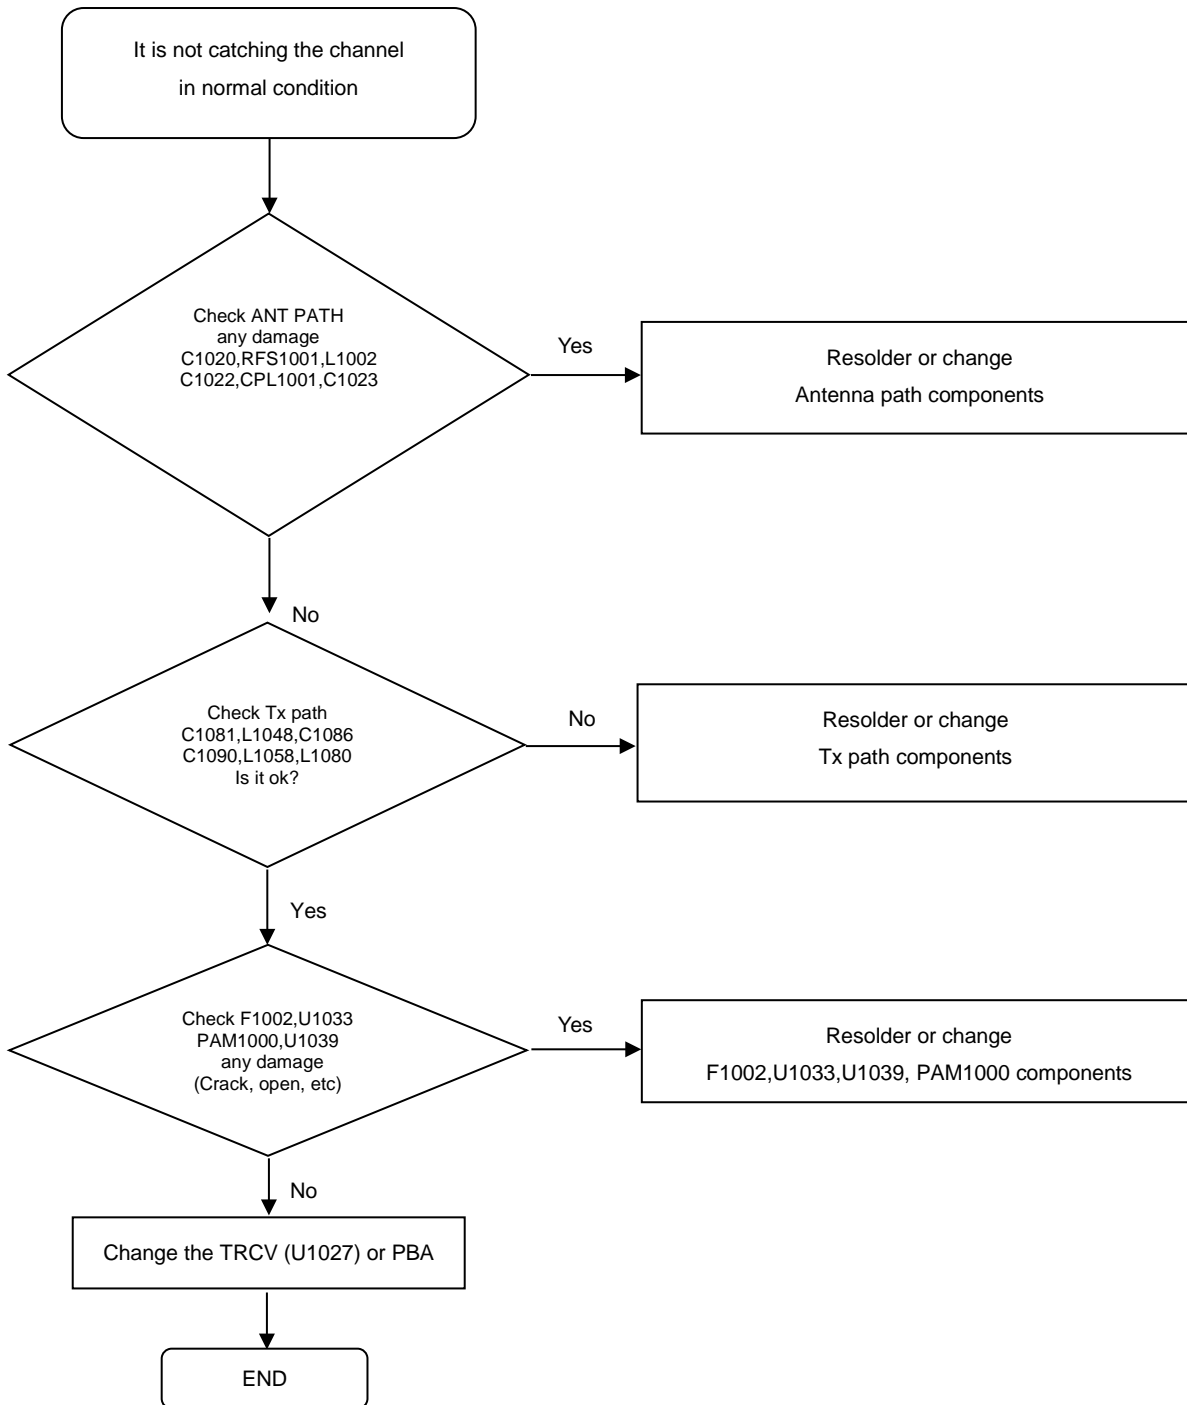 It is not catching the channel
in normal condition
Check ANT PATH
any damage
C1020,RFS1001,L1002
C1022,CPL1001,C1023
Yes
Resolder or change
Antenna path components
No
Check Tx path
C1081,L1048,C1086
C1090,L1058,L1080
Is it ok?
No
Resolder or change
Tx path components
Yes
Check F1002,U1033
PAM1000,U1039
any damage
(Crack, open, etc)
Yes
Resolder or change
F1002,U1033,U1039, PAM1000 components
No
Change the TRCV (U1027) or PBA
END